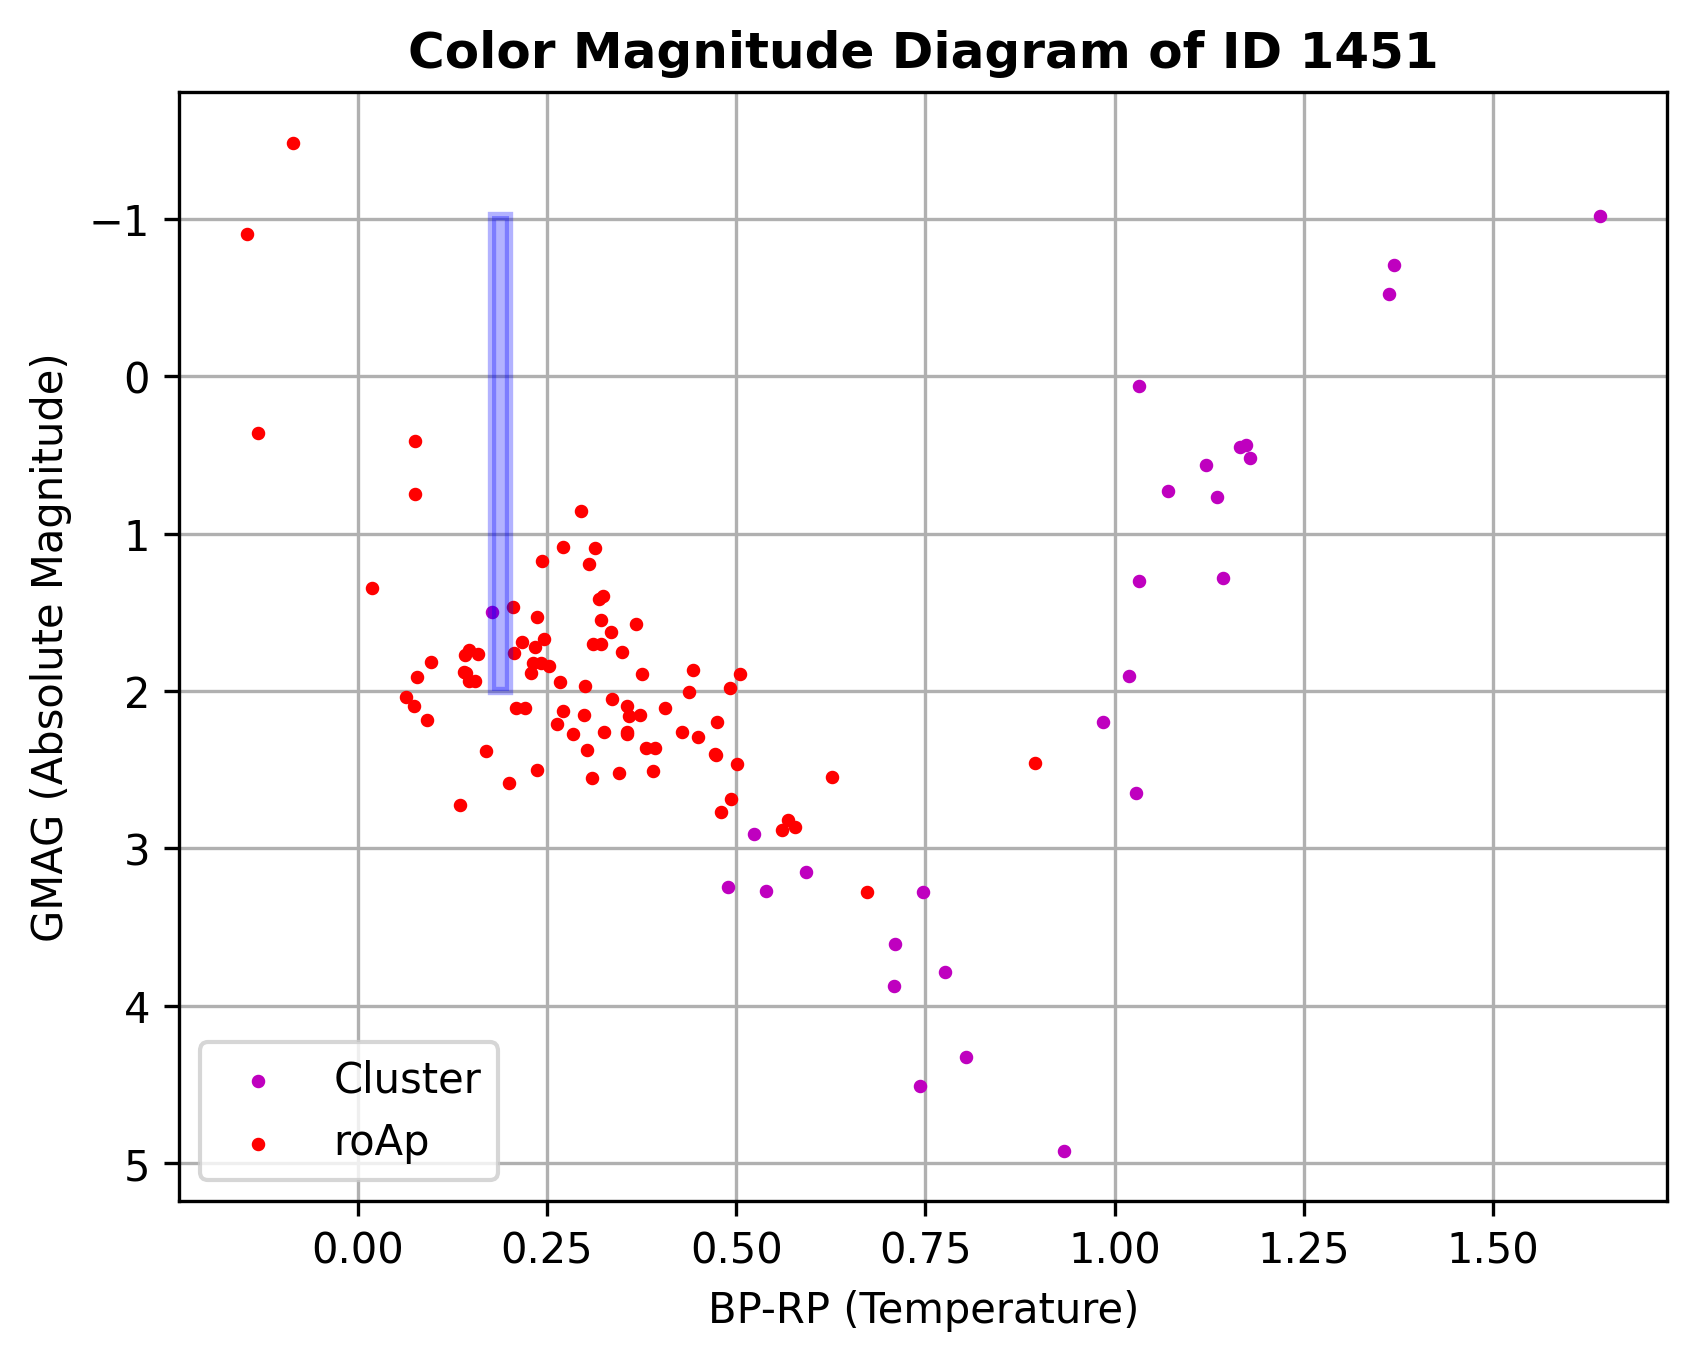 Color Magnitude Diagram of ID 1451
GMAG (Absolute Magnitude)
−1
0
1
2
3
4
5
Cluster
roAp
0.00 0.25 0.50 0.75 1.00 1.25 1.50
BP-RP (Temperature)